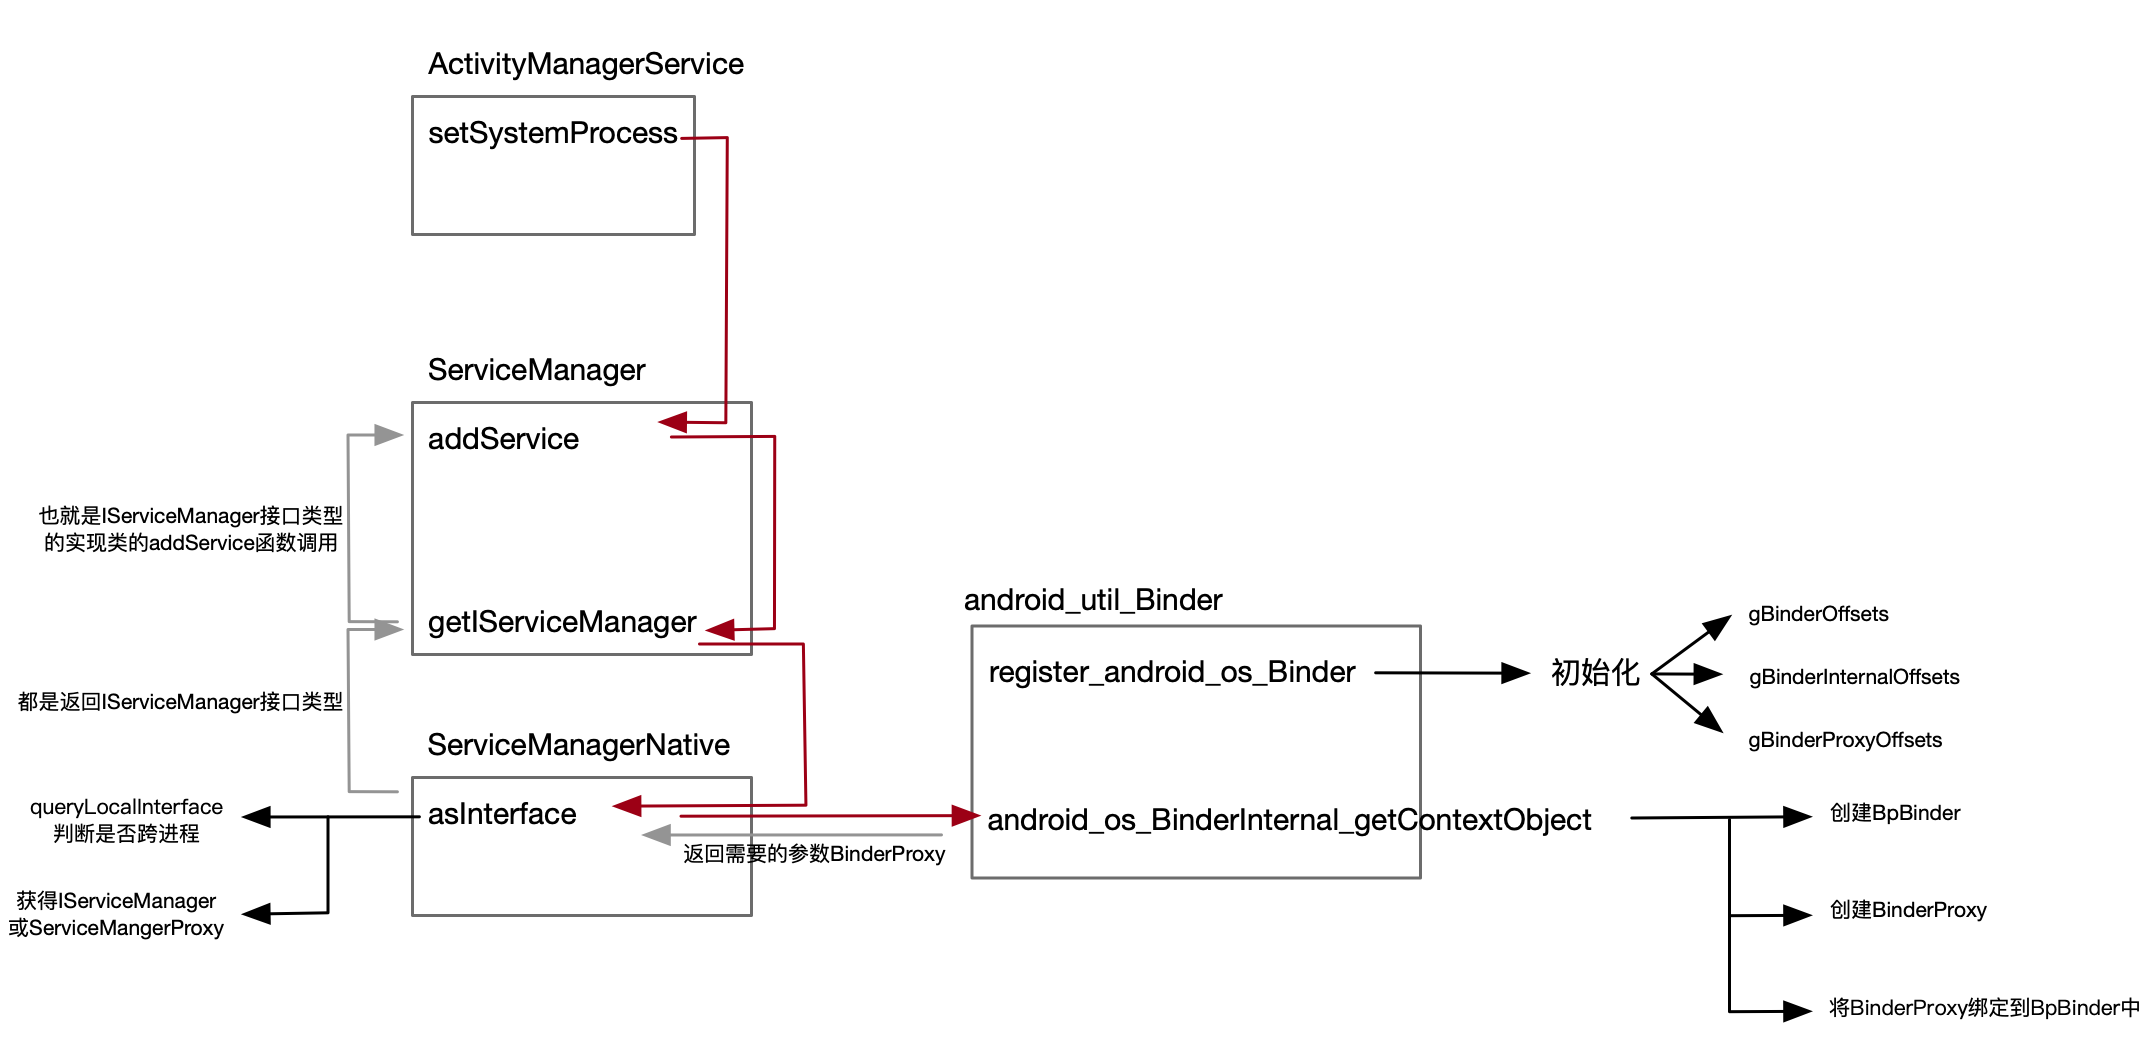 ActivityManagerService
setSystemProcess
ServiceManager
addService
也就是IServiceManager接口类型
的实现类的addService函数调用
getIServiceManager
都是返回IServiceManager接口类型
ServiceManagerNative
asInterface
queryLocalInterface
判断是否跨进程
获得IServiceManager
或ServiceMangerProxy
返回需要的参数BinderProxy
android_util_Binder
register_android_os_Binder
初始化
gBinderOffsets
gBinderInternalOffsets
gBinderProxyOffsets
android_os_BinderInternal_getContextObject
创建BpBinder
创建BinderProxy
将BinderProxy绑定到BpBinder中